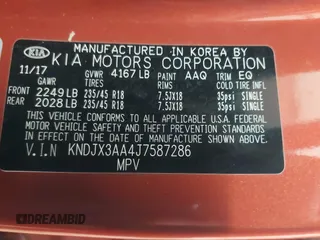 MANUFACTURED IN KOREA BY
KIA KIA MOTORS CORPORATION
11/17 GVWR 4167 LB PAINT AAQ TRIM EQ
GAWR TIRES RIMS COLD TIRE INFL
FRONT 2249 LB 235/45 R18 7.5JX18 35psi SINGLE
REAR 2028 LB 235/45 R18 7.5JX18 35psi SINGLE
THIS VEHICLE CONFORMS TO ALL APPLICABLE
FEDERAL MOTOR VEHICLE SAFETY, BUMPER, AND
THEFT PREVENTION STANDARDS IN EFFECT ON THE
DATE OF MANUFACTURE SHOWN ABOVE.
V.I.N KNDJX3AA4J7587286
MPV
DREAMBID